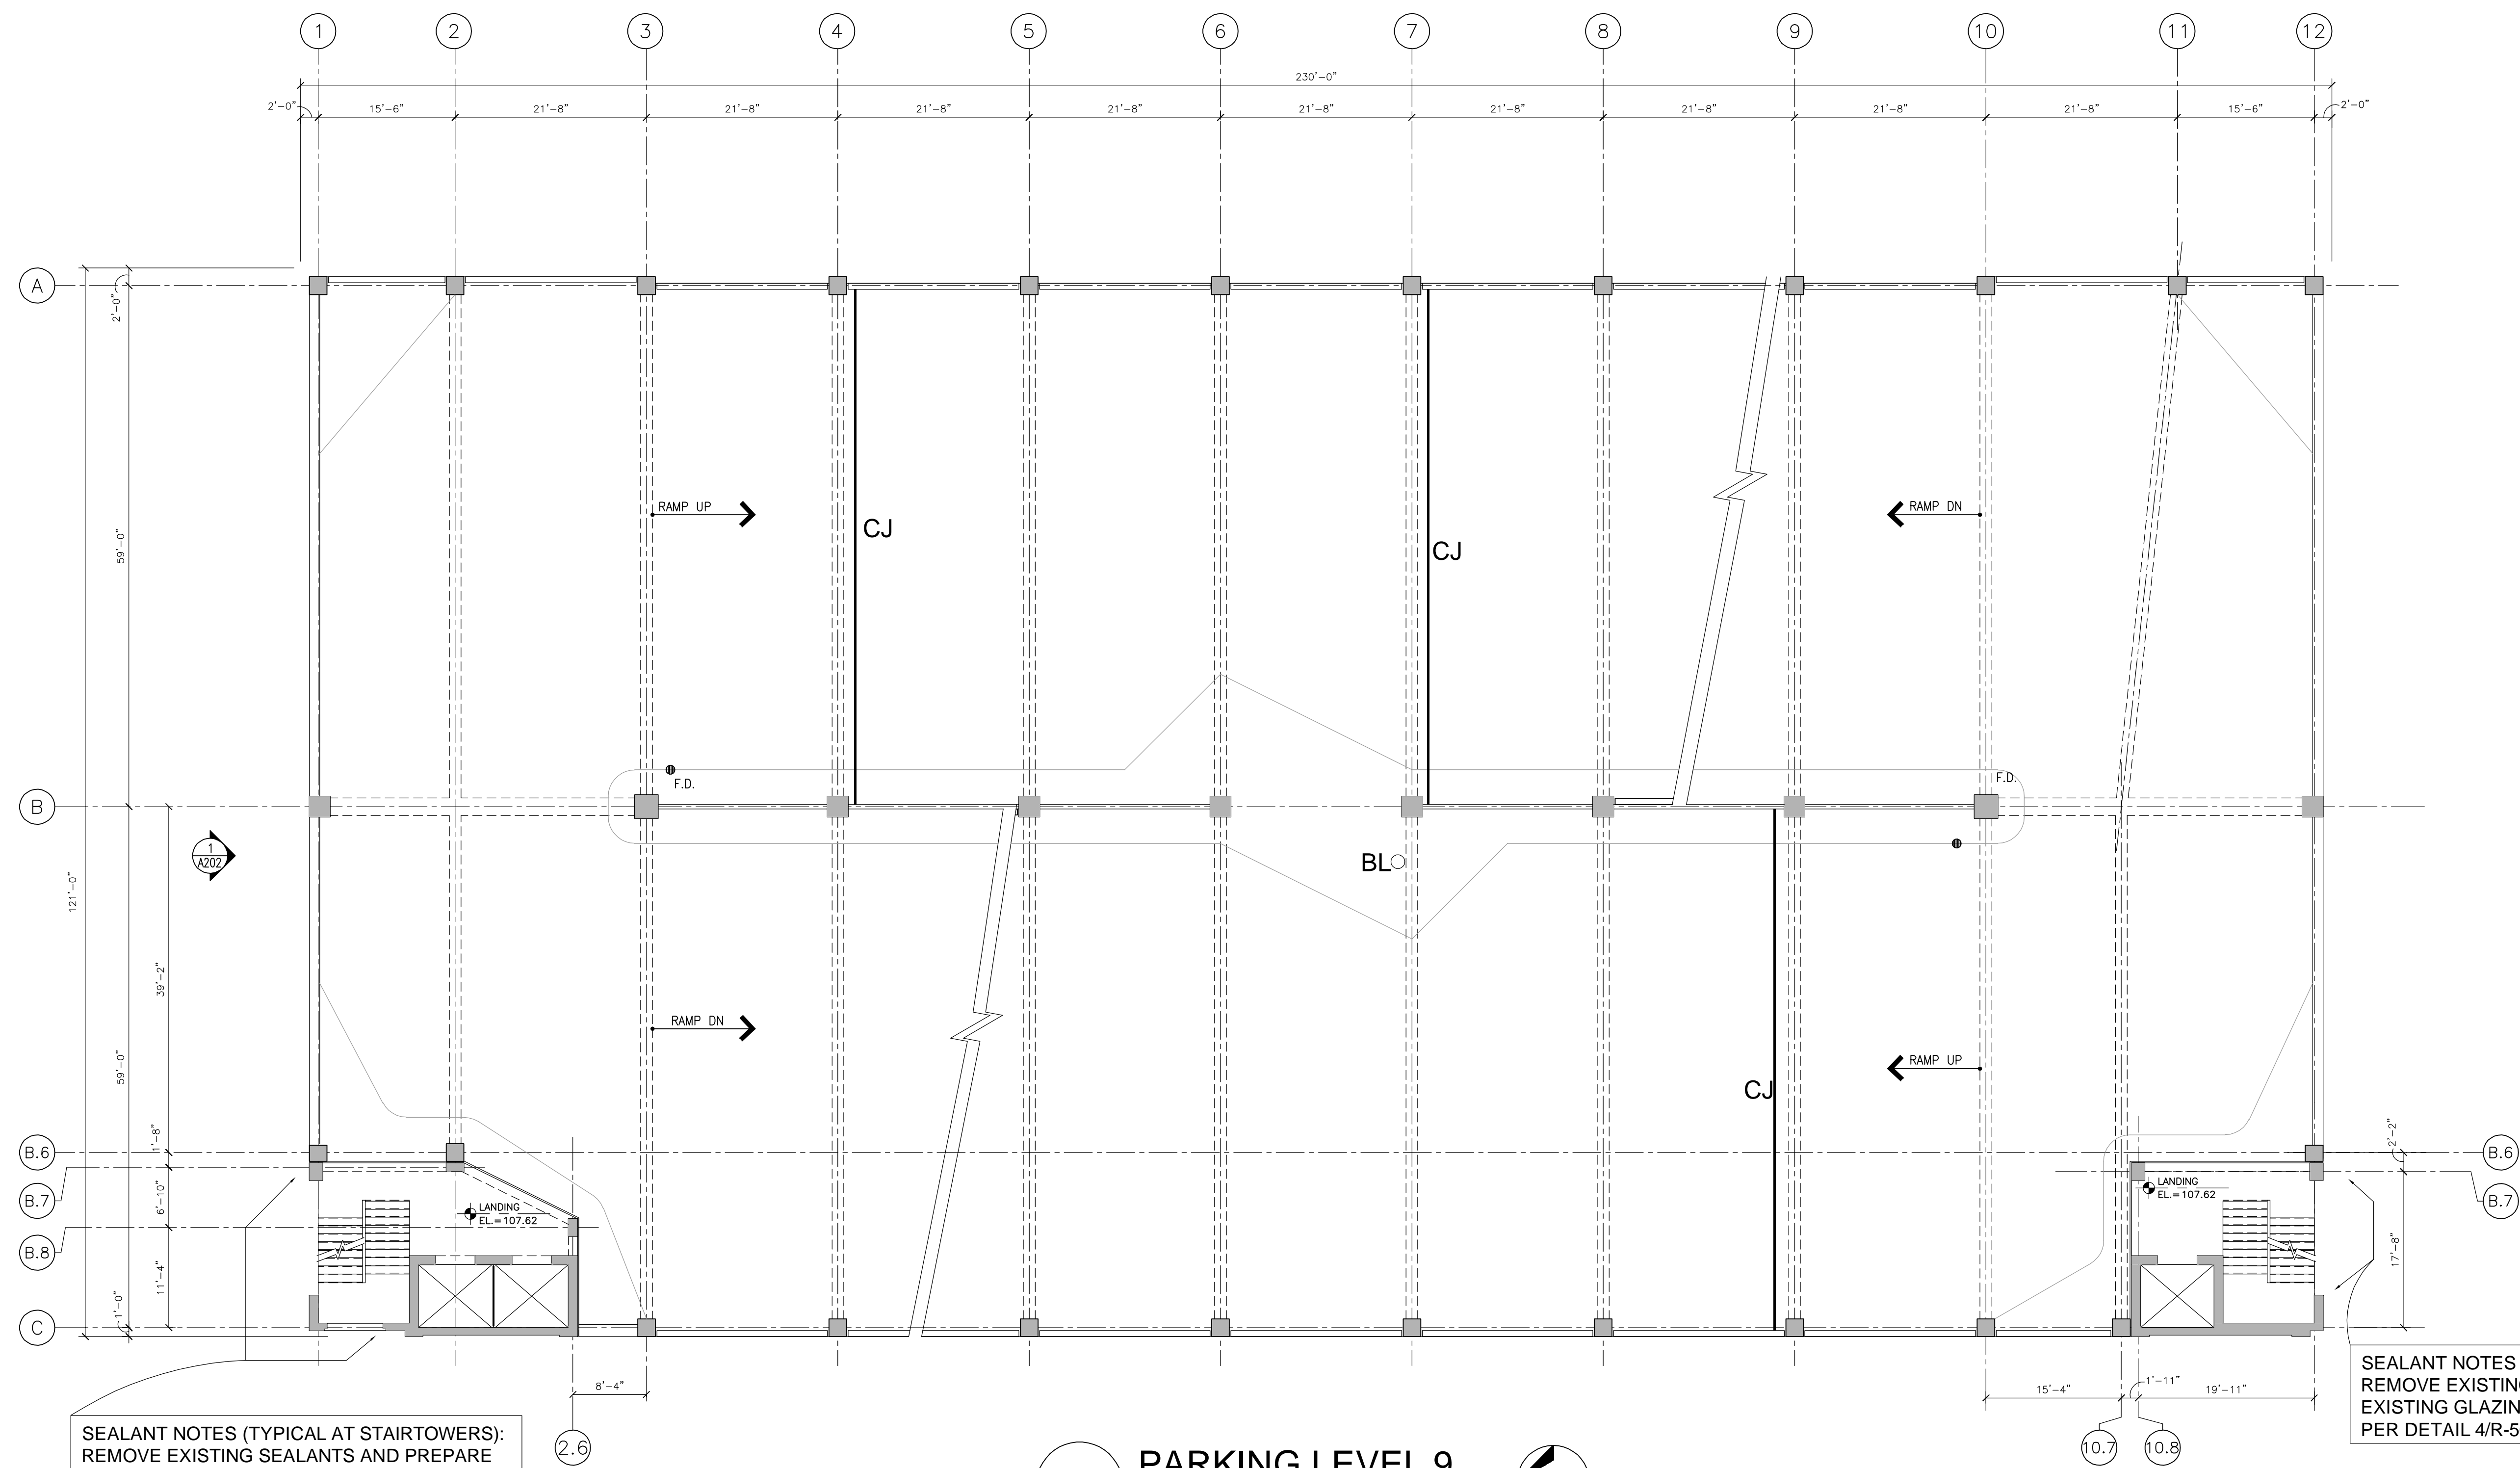 1 2 3 4 5 6 7 8 9 10 11 12
230'-0"
2'-0" 15'-6" 21'-8" 21'-8" 21'-8" 21'-8" 21'-8" 21'-8" 21'-8" 21'-8" 21'-8" 15'-6" 2'-0"
A
2'-0"
59'-0"
RAMP UP
CJ
CJ
RAMP DN
F.D.
F.D.
B
1
A202
BL
121'-0"
39'-2"
59'-0"
RAMP DN
RAMP UP
CJ
1'-8"
2'-2"
B.6
B.6
B.7
6'-10"
LANDING
EL.=107.62
LANDING
EL.=107.62
B.7
B.8
11'-4"
17'-8"
1'-0"
C
8'-4"
15'-4" 1'-11" 19'-11"
2.6
10.7 10.8
SEALANT NOTES (TYPICAL AT STAIRTOWERS):
REMOVE EXISTING SEALANTS AND PREPARE
PARKING LEVEL 9
SEALANT NOTES
REMOVE EXISTING
EXISTING GLAZIN
PER DETAIL 4/R-5